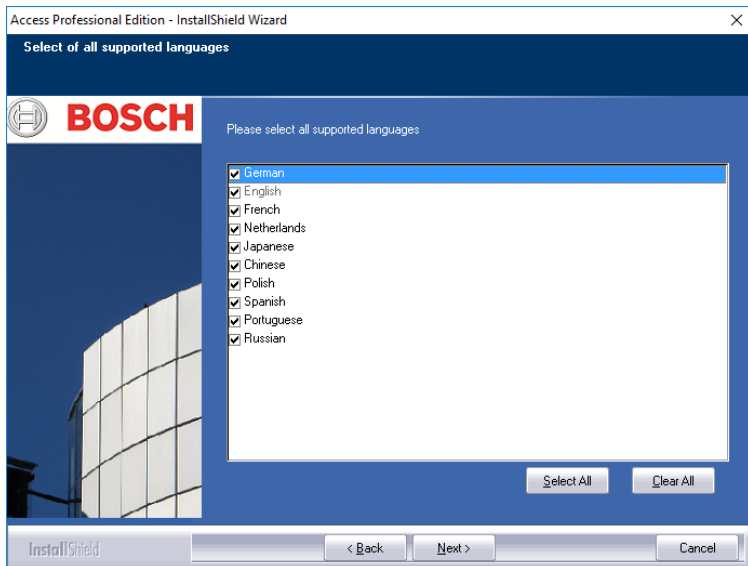 Access Professional Edition - InstallShield Wizard
Select of all supported languages
BOSCH
Please select all supported languages
German
English
French
Netherlands
Japanese
Chinese
Polish
Spanish
Portuguese
Russian
Select All
Clear All
InstallShield
< Back
Next >
Cancel